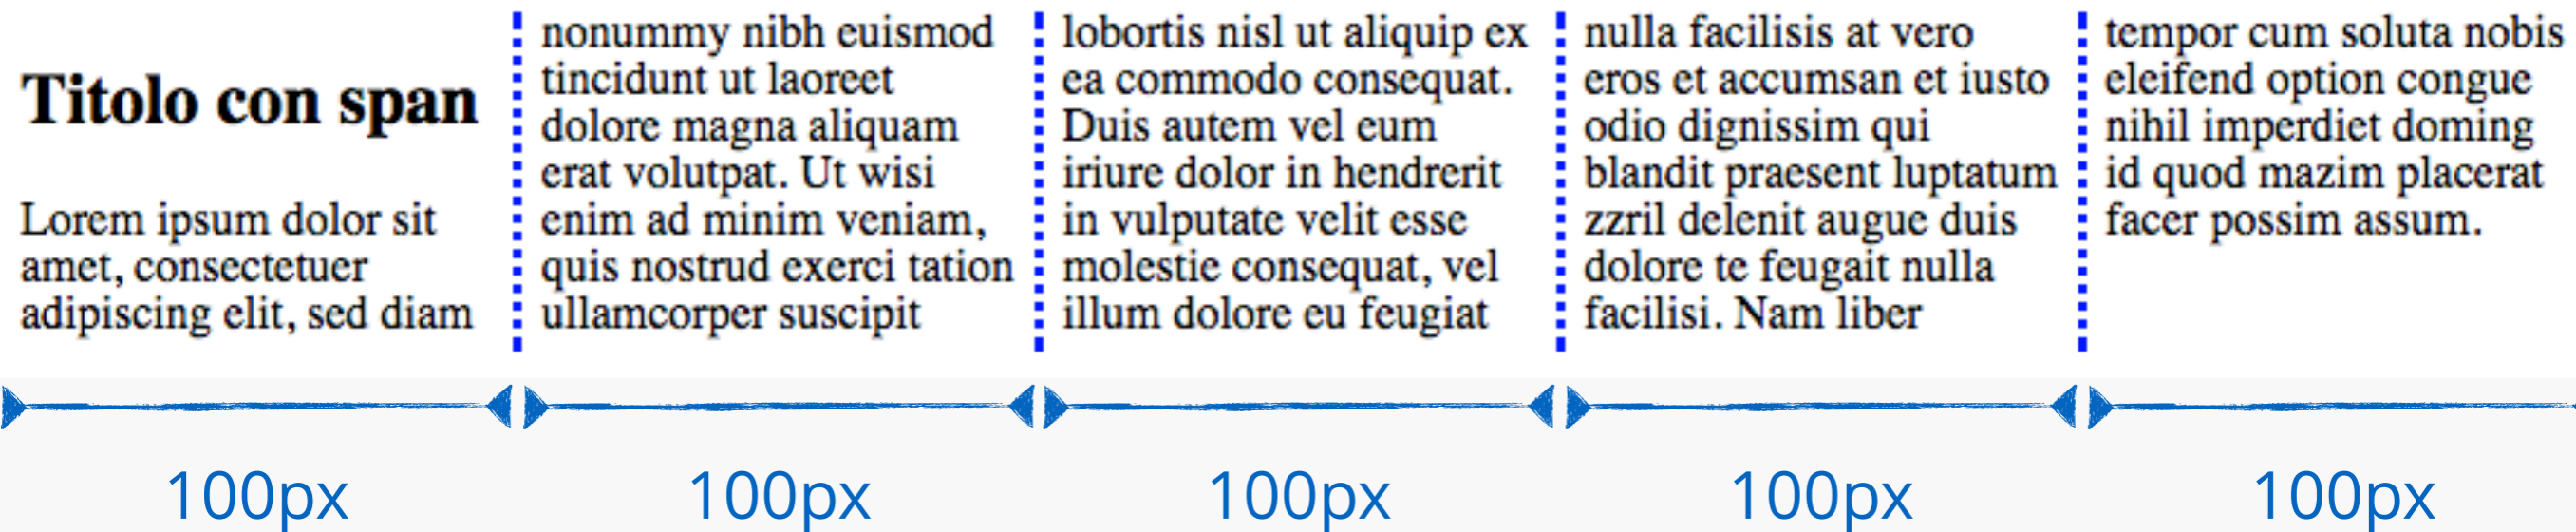 Titolo con span
Lorem ipsum dolor sit
amet, consectetuer
adipiscing elit, sed diam
nonummy nibh euismod
tincidunt ut laoreet
dolore magna aliquam
erat volutpat. Ut wisi
enim ad minim veniam,
quis nostrud exerci tation
ullamcorper suscipit
lobortis nisl ut aliquip ex
ea commodo consequat.
Duis autem vel eum
iriure dolor in hendrerit
in vulputate velit esse
molestie consequat, vel
illum dolore eu feugiat
nulla facilisis at vero
eros et accumsan et iusto
odio dignissim qui
blandit praesent luptatum
zzril delenit augue duis
dolore te feugait nulla
facilisi. Nam liber
tempor cum soluta nobis
eleifend option congue
nihil imperdiet doming
id quod mazim placerat
facer possim assum.
100px
100px
100px
100px
100px